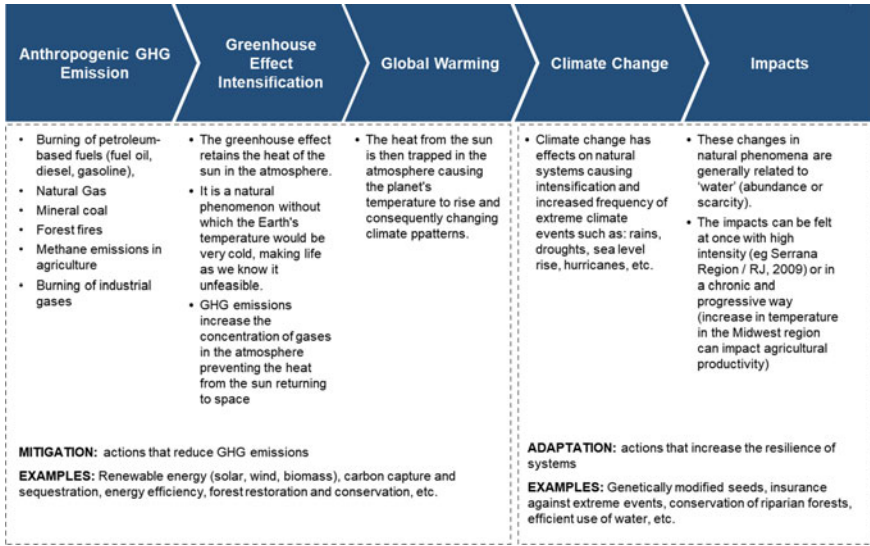 Anthropogenic GHG
Emission
Greenhouse
Effect
Intensification
Global Warming
Climate Change
Impacts
• Burning of petroleum-
based fuels (fuel oil,
diesel, gasoline),
• Natural Gas
• Mineral coal
• Forest fires
• Methane emissions in
agriculture
• Burning of industrial
gases
• The greenhouse effect
retains the heat of the
sun in the atmosphere.
• It is a natural
phenomenon without
which the Earth's
temperature would be
very cold, making life
as we know it
unfeasible.
• GHG emissions
increase the
concentration of gases
in the atmosphere
preventing the heat
from the sun returning
to space
• The heat from the sun
is then trapped in the
atmosphere causing
the planet's
temperature to rise and
consequently changing
climate ppatterns.
• Climate change has
effects on natural
systems causing
intensification and
increased frequency of
extreme climate
events such as: rains,
droughts, sea level
rise, hurricanes, etc.
• These changes in
natural phenomena are
generally related to
'water' (abundance or
scarcity).
• The impacts can be felt
at once with high
intensity (eg Serrana
Region / RJ, 2009) or in
a chronic and
progressive way
(increase in temperature
in the Midwest region
can impact agricultural
productivity)
MITIGATION: actions that reduce GHG emissions
EXAMPLES: Renewable energy (solar, wind, biomass), carbon capture and
sequestration, energy efficiency, forest restoration and conservation, etc.
ADAPTATION: actions that increase the resilience of
systems
EXAMPLES: Genetically modified seeds, insurance
against extreme events, conservation of riparian forests,
efficient use of water, etc.